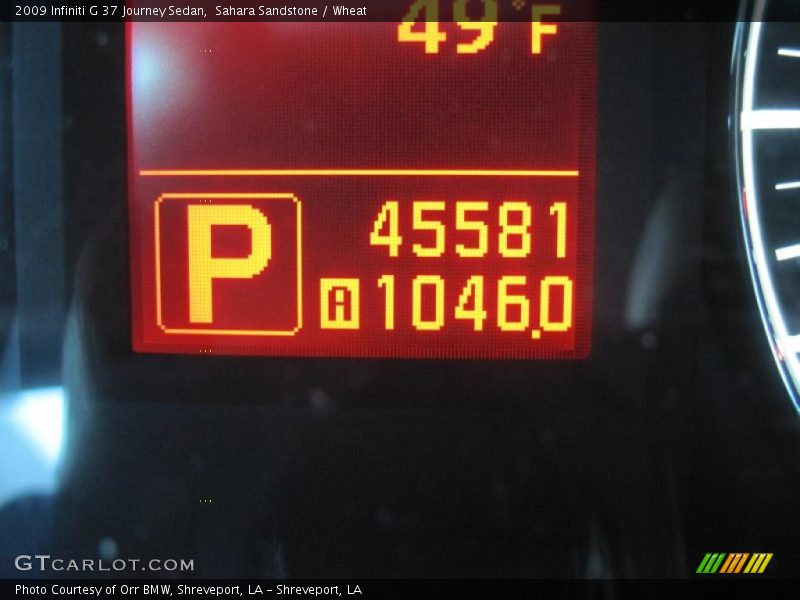 2009 Infiniti G 37 Journey Sedan,  Sahara Sandstone / Wheat
49°F
45581
P
A 1046.0
GTCARLOT.COM
Photo Courtesy of Orr BMW, Shreveport, LA - Shreveport, LA